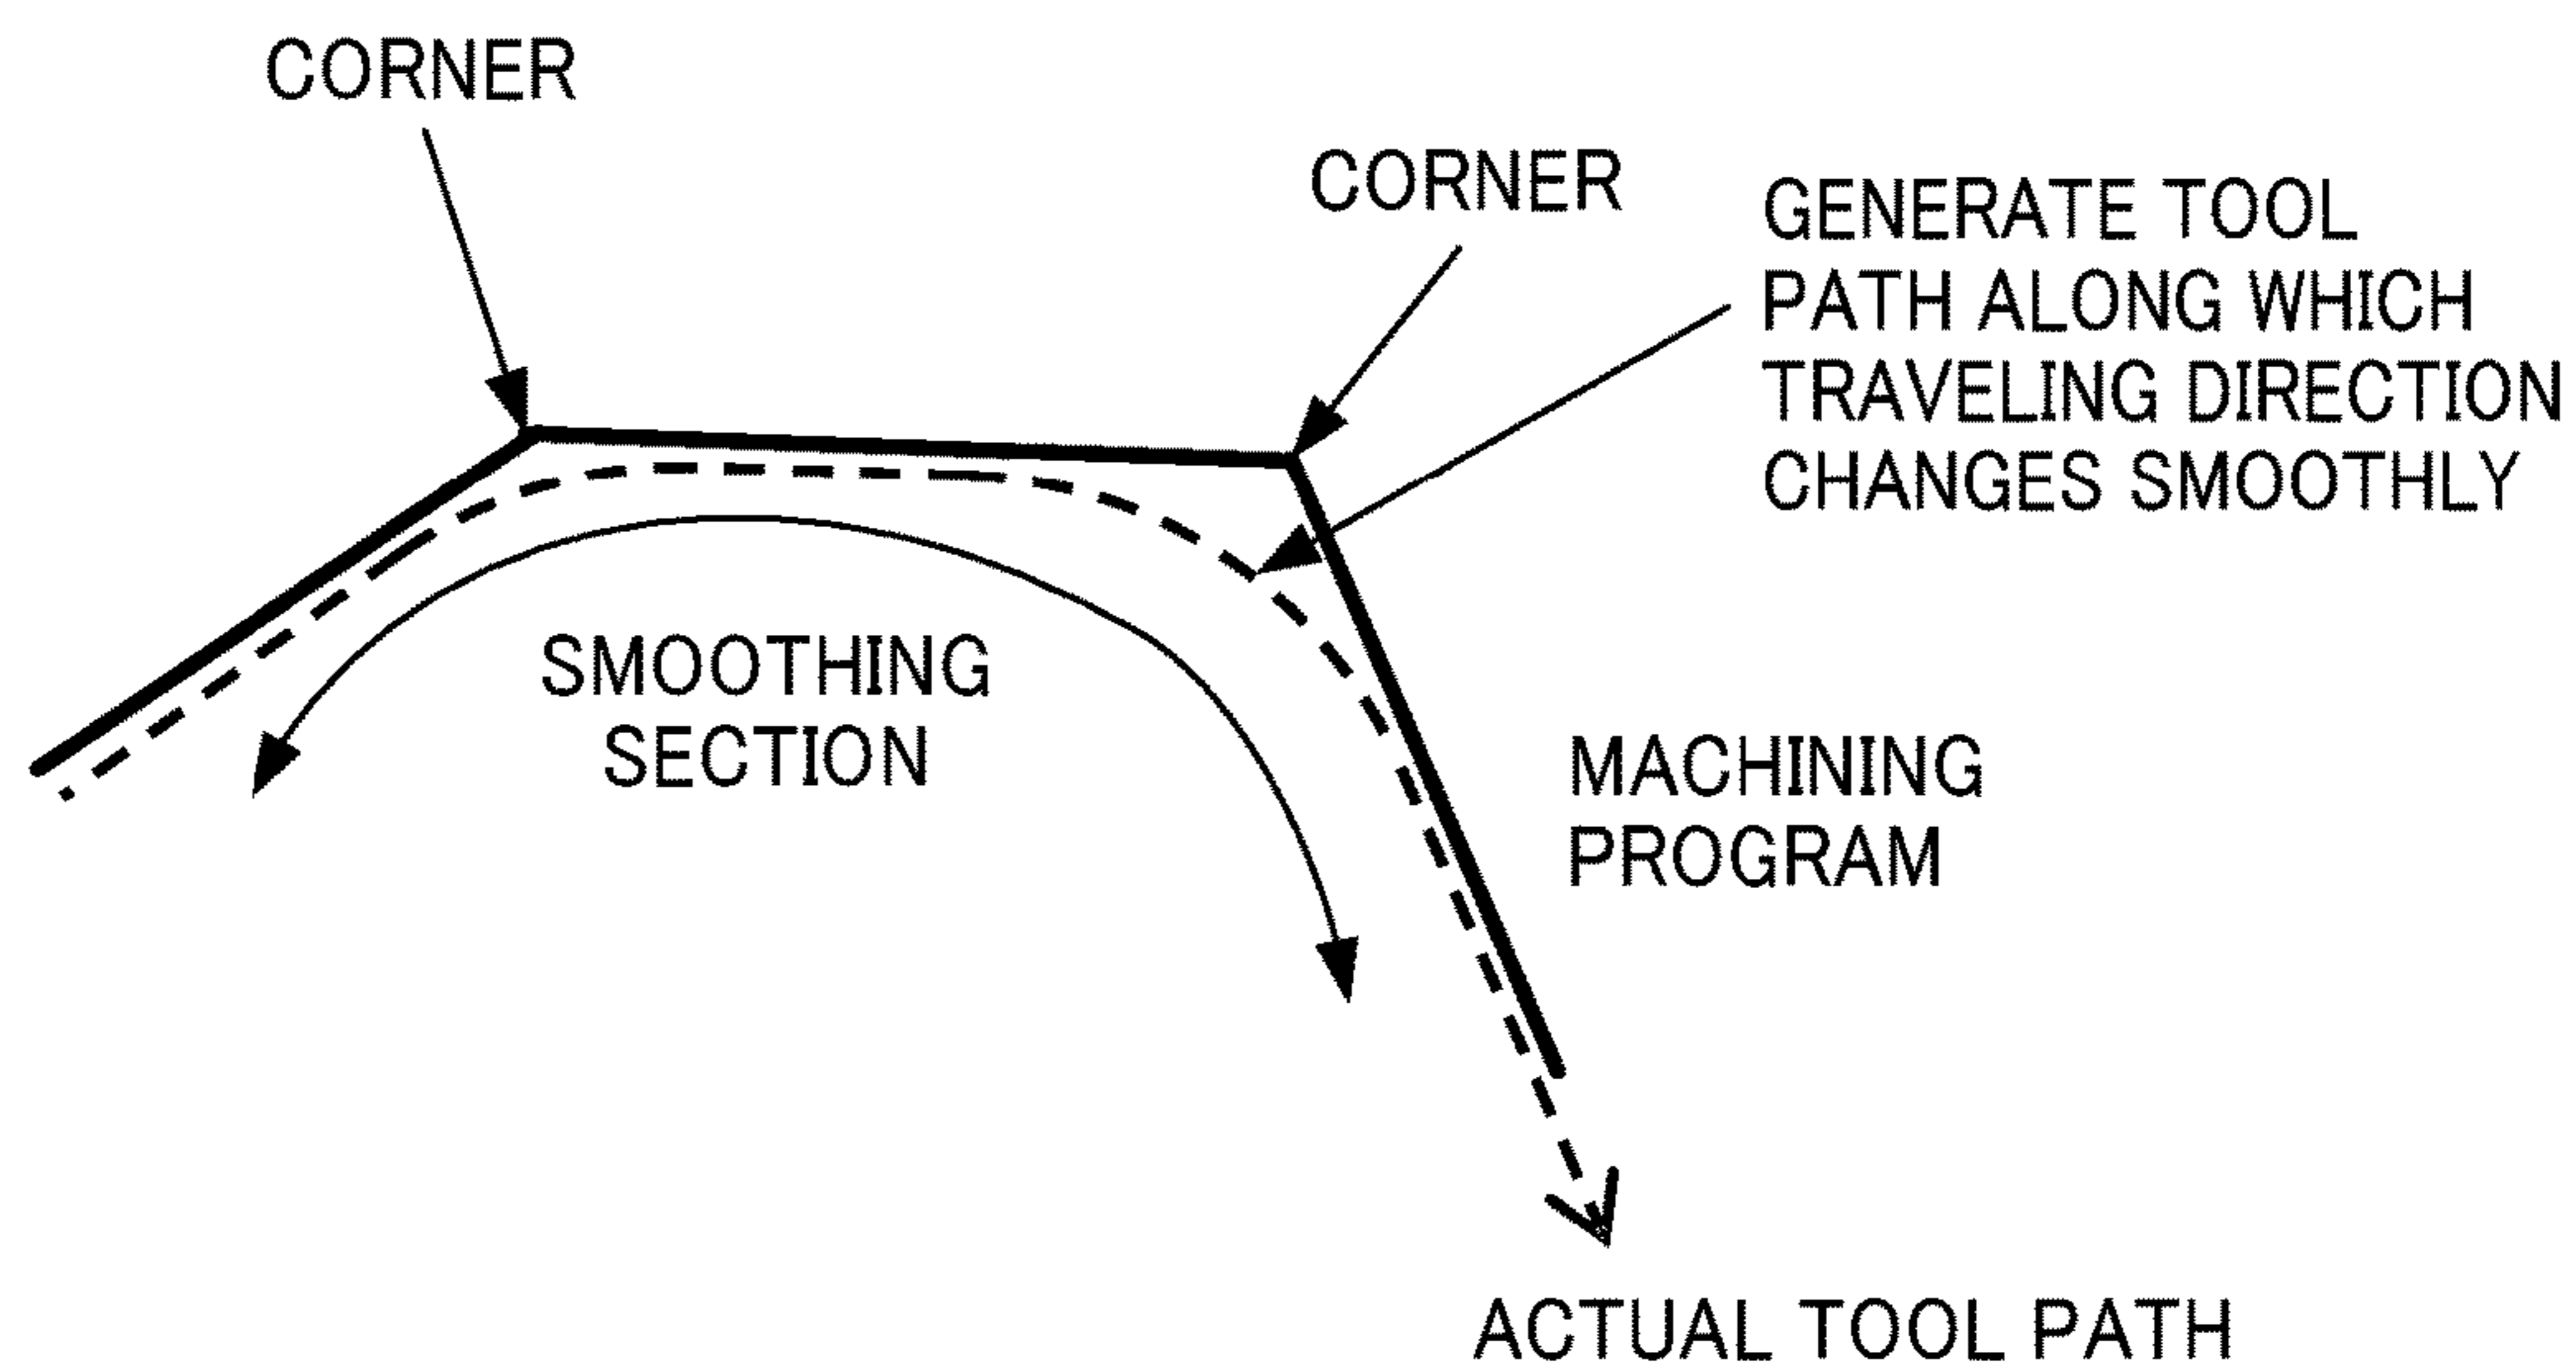 CORNER
CORNER
GENERATE TOOL
PATH ALONG WHICH
TRAVELING DIRECTION
CHANGES SMOOTHLY
SMOOTHING
SECTION
MACHINING
PROGRAM
ACTUAL TOOL PATH